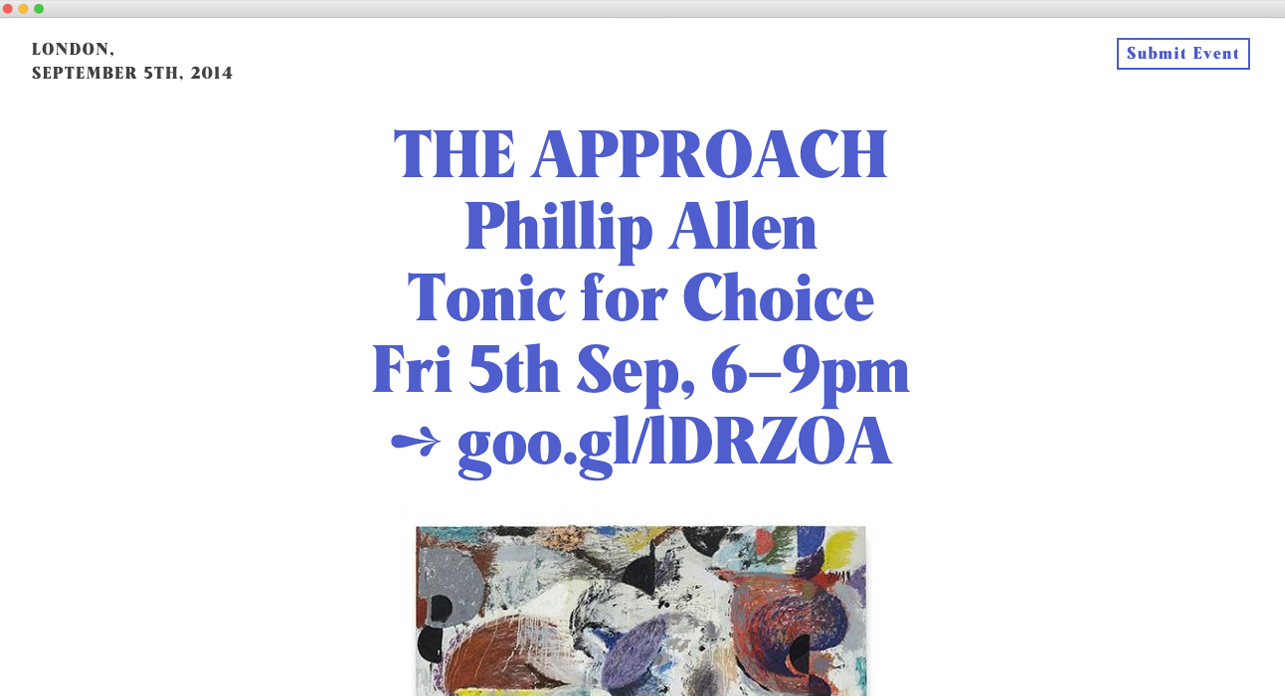 LONDON,
SEPTEMBER 5TH, 2014
Submit Event
THE APPROACH
Phillip Allen
Tonic for Choice
Fri 5th Sep, 6–9pm
➔ goo.gl/lDRZOA